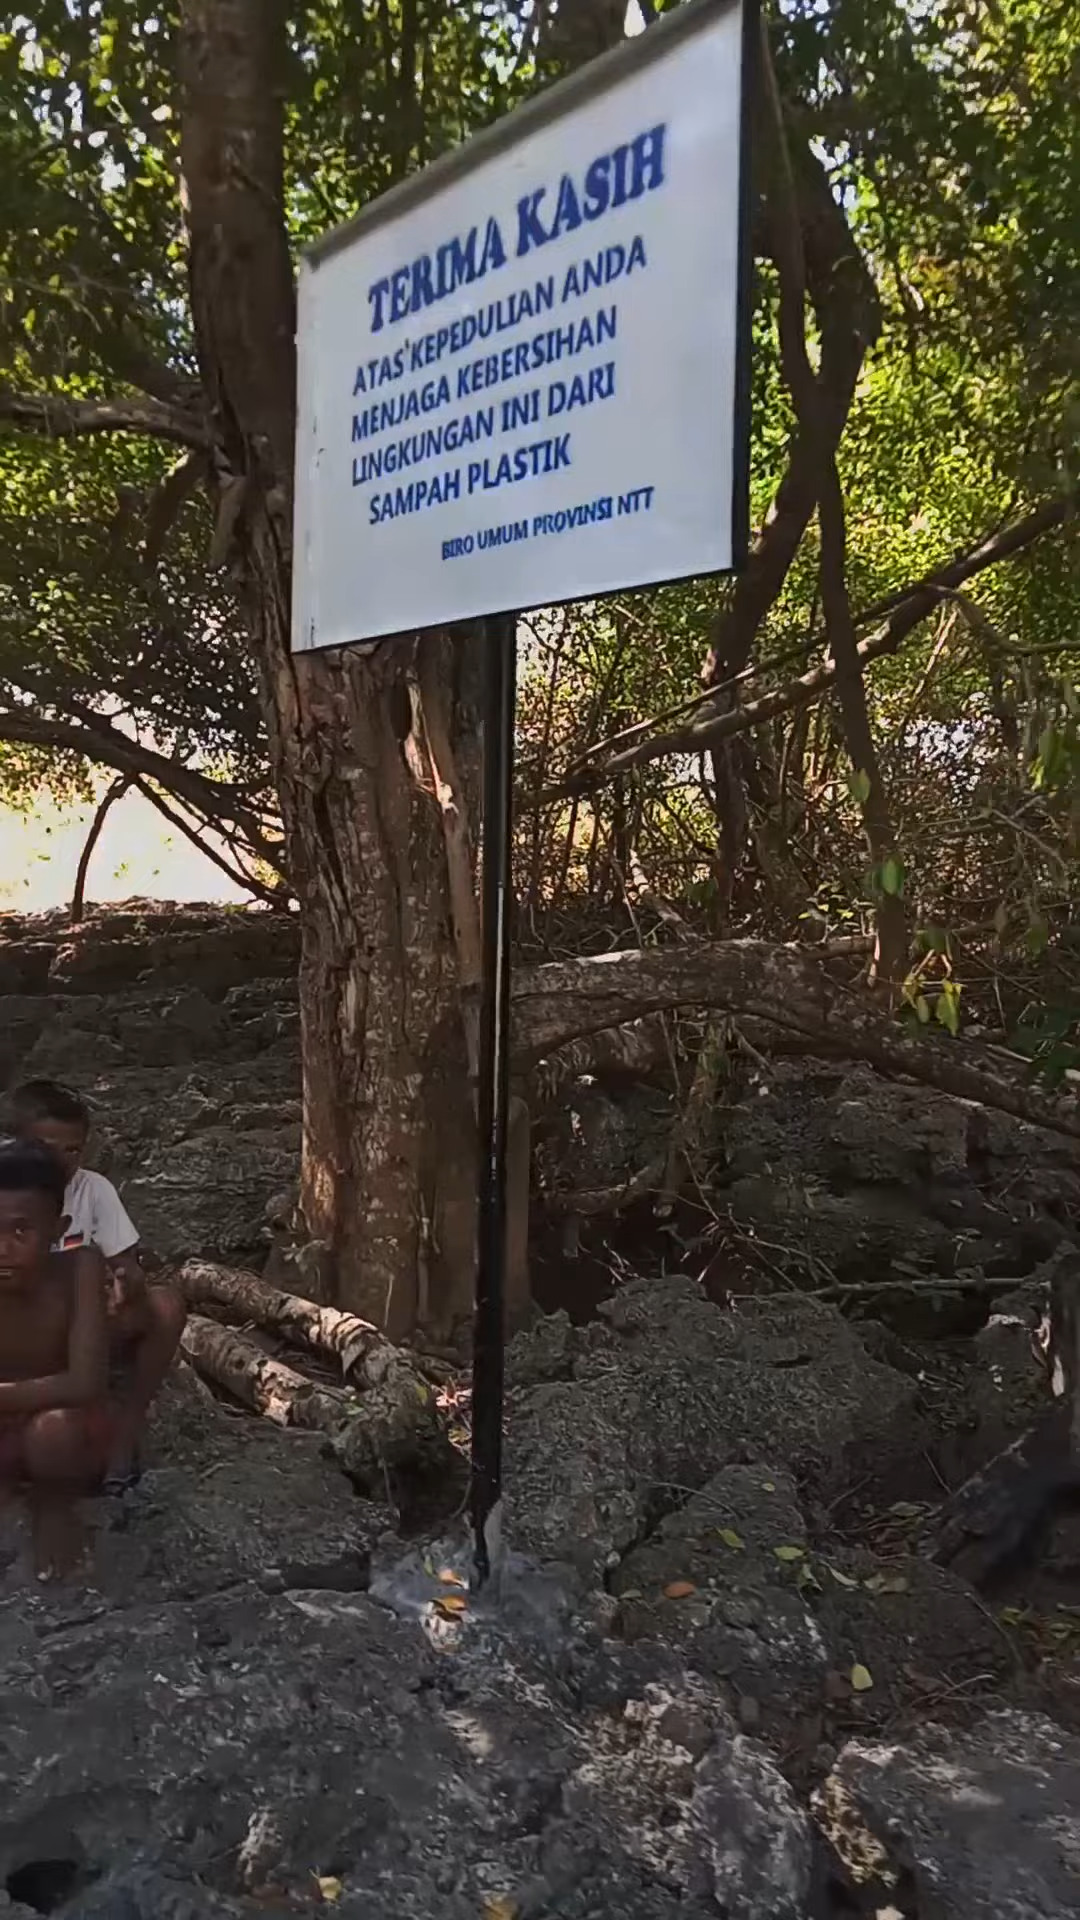 TERIMA KASIH
ATAS KEPEDULIAN ANDA
MENJAGA KEBERSIHAN
LINGKUNGAN INI DARI
SAMPAH PLASTIK
BIRO UMUM PROVINSI NTT